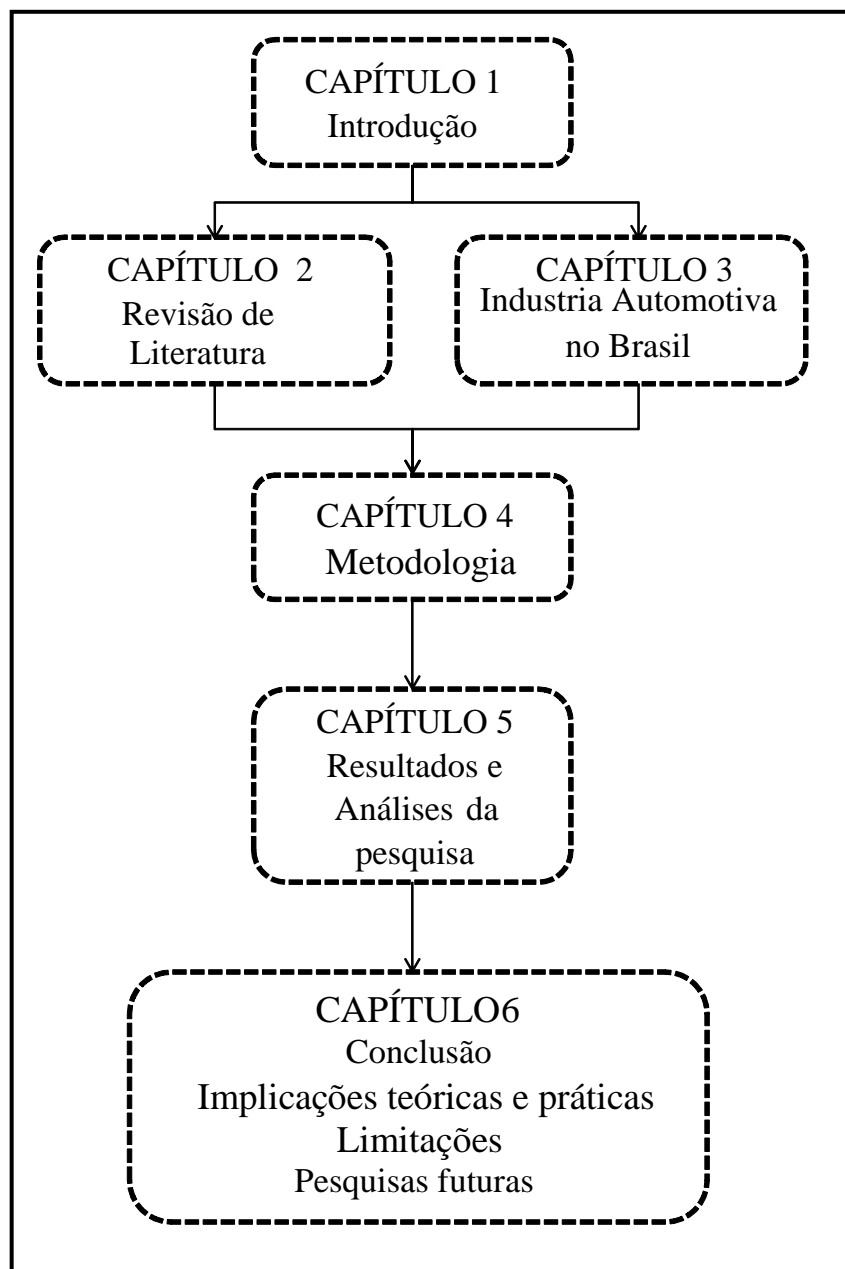 CAPÍTULO 1
Introdução
CAPÍTULO 2
Revisão de
Literatura
CAPÍTULO 3
Industria Automotiva
no Brasil
CAPÍTULO 4
Metodologia
CAPÍTULO 5
Resultados e
Análises da
pesquisa
CAPÍTULO6
Conclusão
Implicações teóricas e práticas
Limitações
Pesquisas futuras